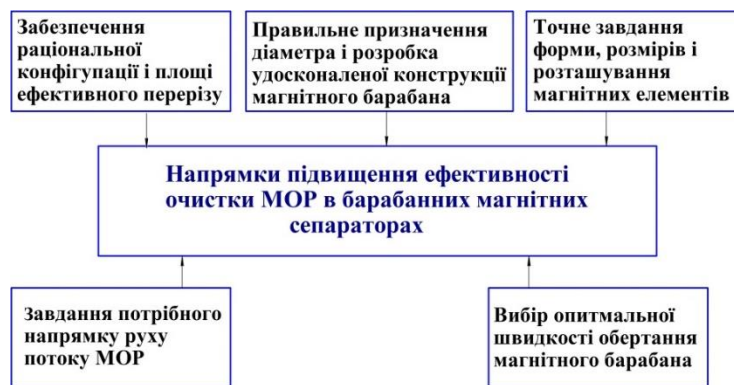 Забезпечення
раціональної
конфігупації і площі
ефективного перерізу
Правильне призначення
діаметра і розробка
удосконаленої конструкції
магнітного барабана
Точне завдання
форми, розмірів і
розташування
магнітних елементів
Напрямки підвищення ефективності
очистки МОР в барабанних магнітних
сепараторах
Завдання потрібного
напрямку руху
потоку МОР
Вибір опитмальної
швидкості обертання
магнітного барабана